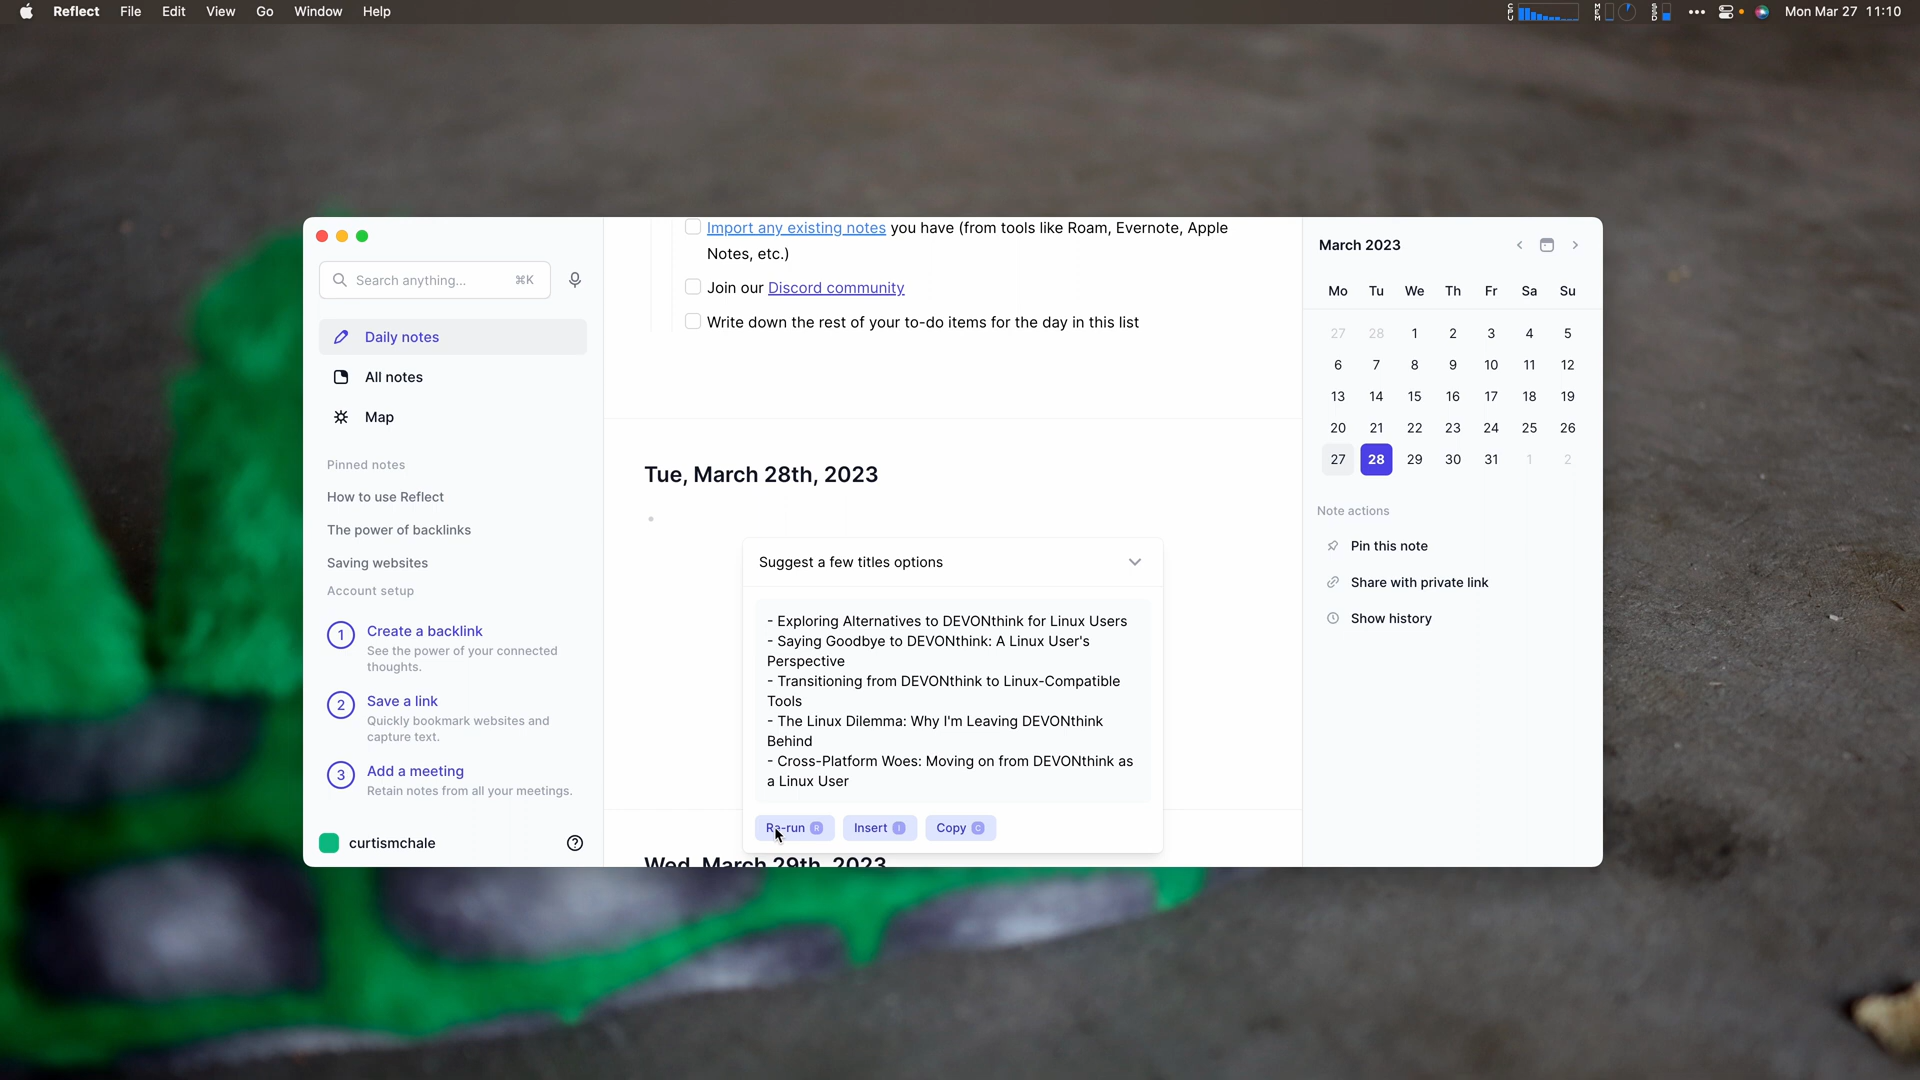 Reflect File Edit View Go Window Help
CPU MEM SSD Mon Mar 27 11:10
Search anything... ⌘K
Daily notes
All notes
Map
Pinned notes
How to use Reflect
The power of backlinks
Saving websites
Account setup
1 Create a backlink
See the power of your connected
thoughts.
2 Save a link
Quickly bookmark websites and
capture text.
3 Add a meeting
Retain notes from all your meetings.
curtismchale
Import any existing notes you have (from tools like Roam, Evernote, Apple
Notes, etc.)
Join our Discord community
Write down the rest of your to-do items for the day in this list
Tue, March 28th, 2023
Suggest a few titles options
- Exploring Alternatives to DEVONthink for Linux Users
- Saying Goodbye to DEVONthink: A Linux User's
Perspective
- Transitioning from DEVONthink to Linux-Compatible
Tools
- The Linux Dilemma: Why I'm Leaving DEVONthink
Behind
- Cross-Platform Woes: Moving on from DEVONthink as
a Linux User
Re-run R Insert I Copy C
Wed, March 29th, 2023
March 2023
Mo Tu We Th Fr Sa Su
27 28 1 2 3 4 5
6 7 8 9 10 11 12
13 14 15 16 17 18 19
20 21 22 23 24 25 26
27 28 29 30 31 1 2
Note actions
Pin this note
Share with private link
Show history